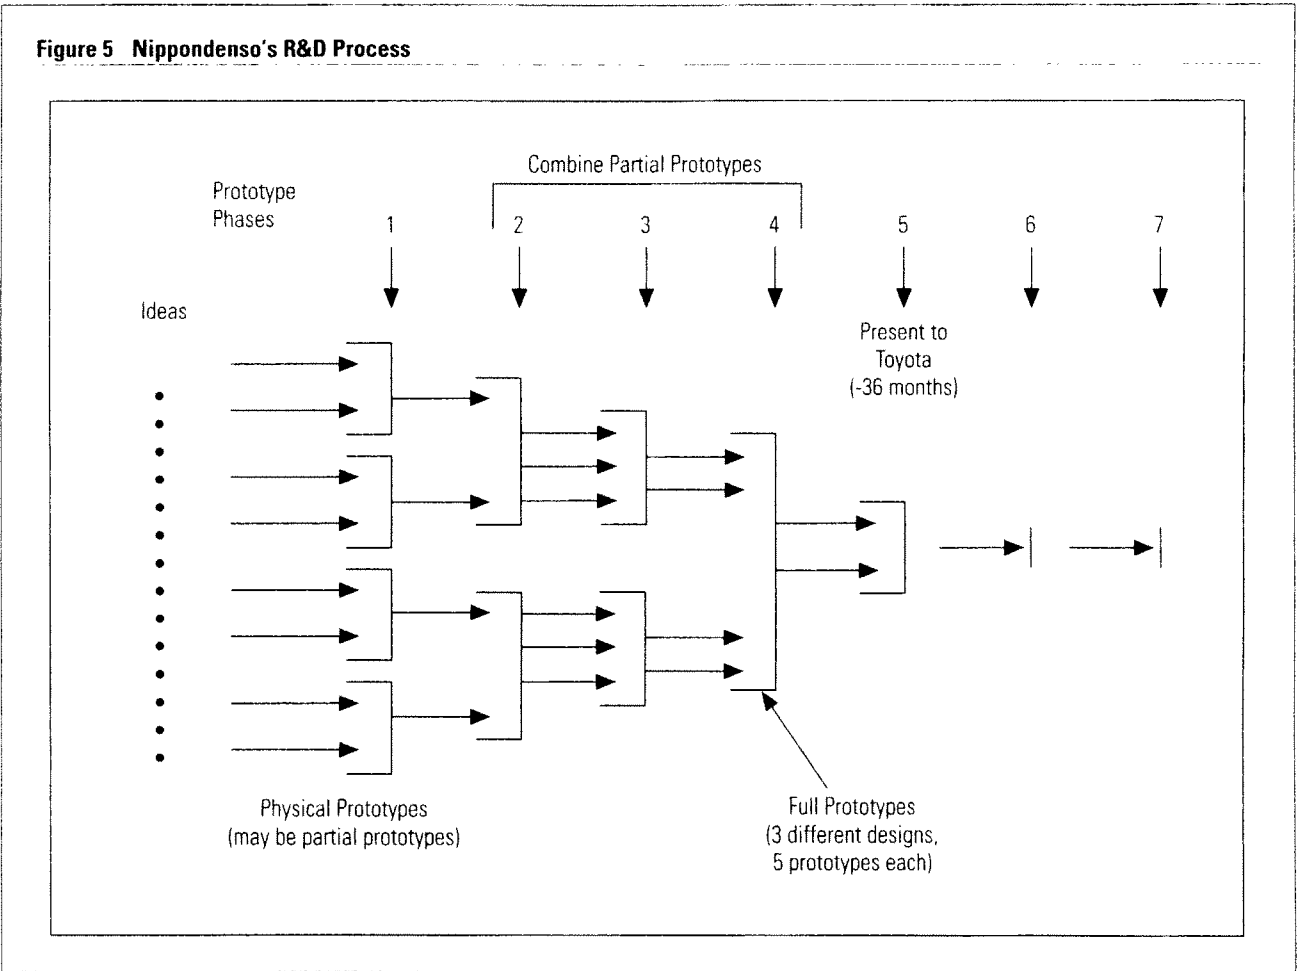 Figure 5 Nippondenso's R&D Process
Combine Partial Prototypes
Prototype
Phases
1 2 3 4 5 6 7
Ideas
Present to
Toyota
(-36 months)
Physical Prototypes
(may be partial prototypes)
Full Prototypes
(3 different designs,
5 prototypes each)